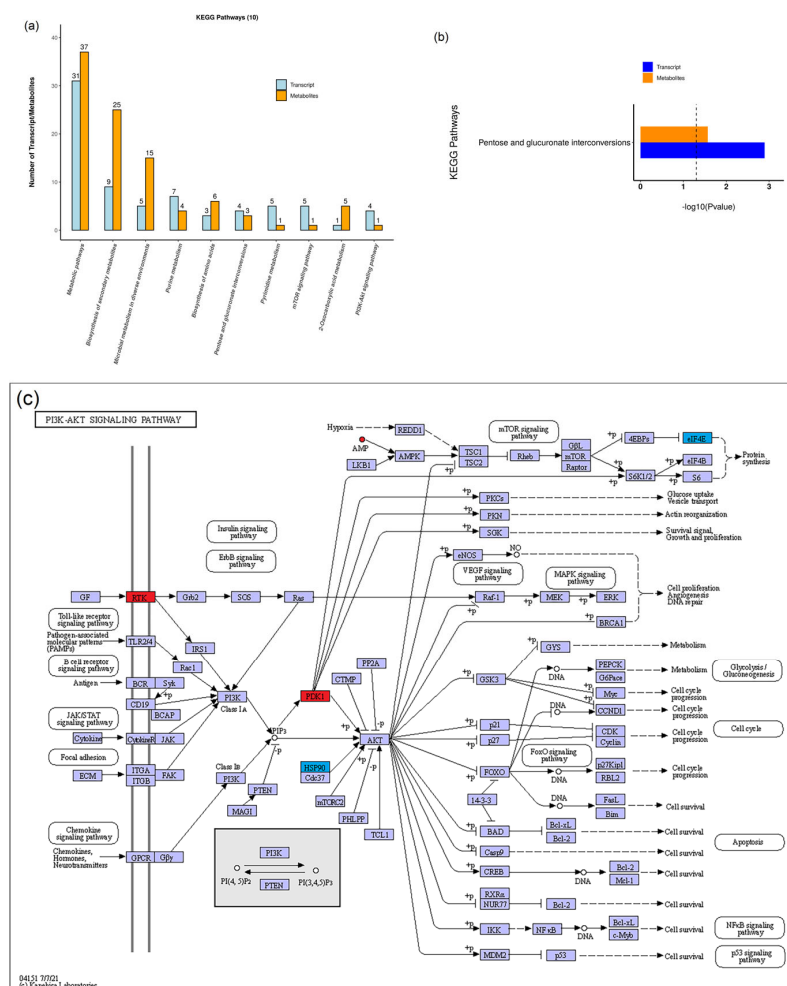 (a)
KEGG Pathways (10)
Number of Transcript/Metabolites
40
30
20
10
0
Transcript
Metabolites
31
37
9
25
5
15
7
4
3
6
4
3
5
1
5
1
1
5
4
1
Metabolic pathways
Biosynthesis of secondary metabolites
Microbial metabolism in diverse environments
Purine metabolism
Biosynthesis of amino acids
Pentose and glucuronate interconversions
Pyrimidine metabolism
mTOR signaling pathway
2-Oxocarboxylic acid metabolism
PI3K-Akt signaling pathway
(b)
Transcript
Metabolites
KEGG Pathways
Pentose and glucuronate interconversions
0
1
2
3
-log10(Pvalue)
(c)
PI3K-AKT SIGNALING PATHWAY
Hypoxia
REDD1
AMP
LKB1
AMPK
+p
TSC1
TSC2
+p
Rheb
mTOR signaling
pathway
GβL
mTOR
Raptor
+p
4EBPs
eIF4E
+p
S6K1/2
+p
eIF4B
+p
S6
Protein
synthesis
+p
PKCs
Glucose uptake
Vesicle transport
+p
PKN
Actin reorganization
+p
SGK
Survival signal,
Growth and proliferation
Insulin signaling
pathway
ErbB signaling
pathway
+p
eNOS
NO
VEGF signaling
pathway
MAPK signaling
pathway
GF
RTK
Grb2
SOS
Ras
Raf-1
MEK
ERK
+p
+p
BRCA1
Cell proliferation
Angiogenesis
DNA repair
Toll-like receptor
signaling pathway
Pathogen-associated
molecular patterns
(PAMPs)
TLR2/4
IRS1
Rac1
B cell receptor
signaling pathway
Antigen
BCR
Syk
+p
CD19
BCAP
PI3K
Class IA
JAK/STAT
signaling pathway
Cytokine
CytokineR
JAK
Focal adhesion
ECM
ITGA
ITGB
FAK
Chemokine
signaling pathway
Chemokines,
Hormones,
Neurotransmitters
GPCR
Gβγ
Class IB
PI3K
PTEN
MAGI
PIP3
-p
PDK1
CTMP
PP2A
+p
-p
AKT
HSP90
Cdc37
+p
-p
mTORC2
PHLPP
TCL1
PI3K
PI(4, 5)P2
PI(3,4,5)P3
PTEN
+p
GSK3
GYS
Metabolism
DNA
PEPCK
G6Pase
Metabolism
Glycolysis /
Gluconeogenesis
Myc
Cell cycle
progression
DNA
CCND1
Cell cycle
progression
+p
p21
+p
p27
CDK
Cyclin
Cell cycle
progression
Cell cycle
FoxO signaling
pathway
+p
FOXO
DNA
p27Kip1
RBL2
Cell cycle
progression
14-3-3
DNA
FasL
Bim
Cell survival
+p
BAD
Bcl-xL
Bcl-2
Cell survival
+p
Casp9
Cell survival
Apoptosis
+p
CREB
DNA
Bcl-2
Mcl-1
Cell survival
+p
RXRα
NUR77
Bcl-2
Cell survival
+p
IKK
NFκB
DNA
Bcl-xL
c-Myb
Cell survival
NFκB signaling
pathway
+p
MDM2
p53
p53 signaling
pathway
04151 7/7/21
(c) Kanehisa Laboratories